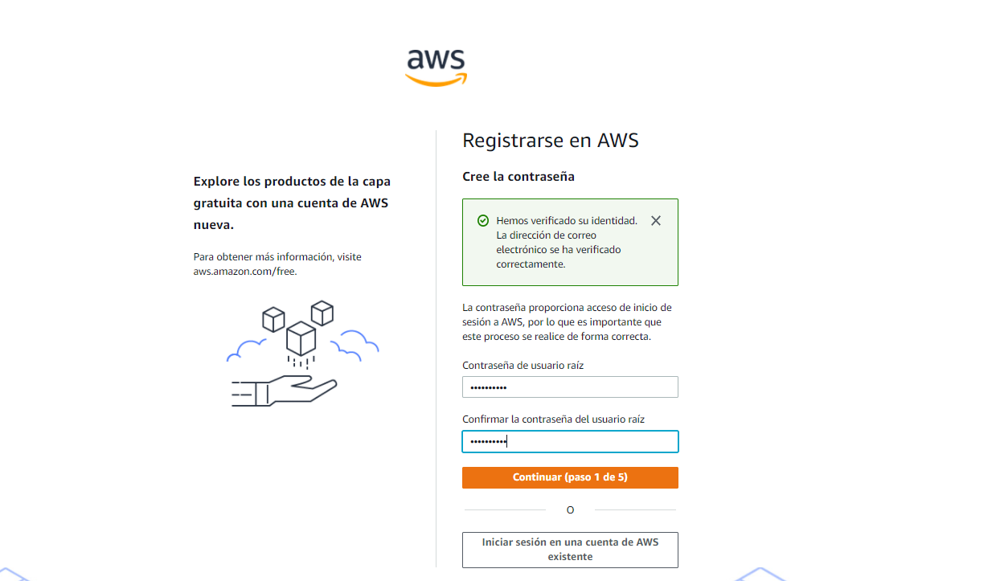 aws
Explore los productos de la capa
gratuita con una cuenta de AWS
nueva.
Para obtener más información, visite
aws.amazon.com/free.
Registrarse en AWS
Cree la contraseña
Hemos verificado su identidad.
La dirección de correo
electrónico se ha verificado
correctamente.
La contraseña proporciona acceso de inicio de
sesión a AWS, por lo que es importante que
este proceso se realice de forma correcta.
Contraseña de usuario raíz
••••••••••
Confirmar la contraseña del usuario raíz
••••••••••
Continuar (paso 1 de 5)
O
Iniciar sesión en una cuenta de AWS
existente